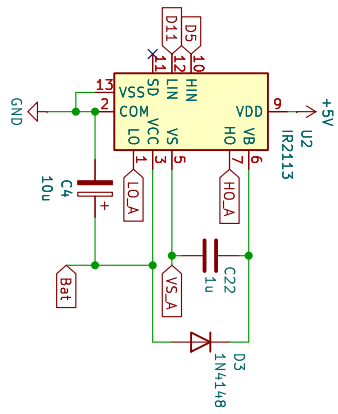 D11
D5
11
12
10
SD
LIN
HIN
13
VSS
2
COM
GND
VDD
9
+5V
U2
IR2113
LO
VCC
VS
HO
VB
1
3
5
7
6
LO_A
HO_A
C4
10u
+
Bat
VS_A
C22
1u
D3
1N4148